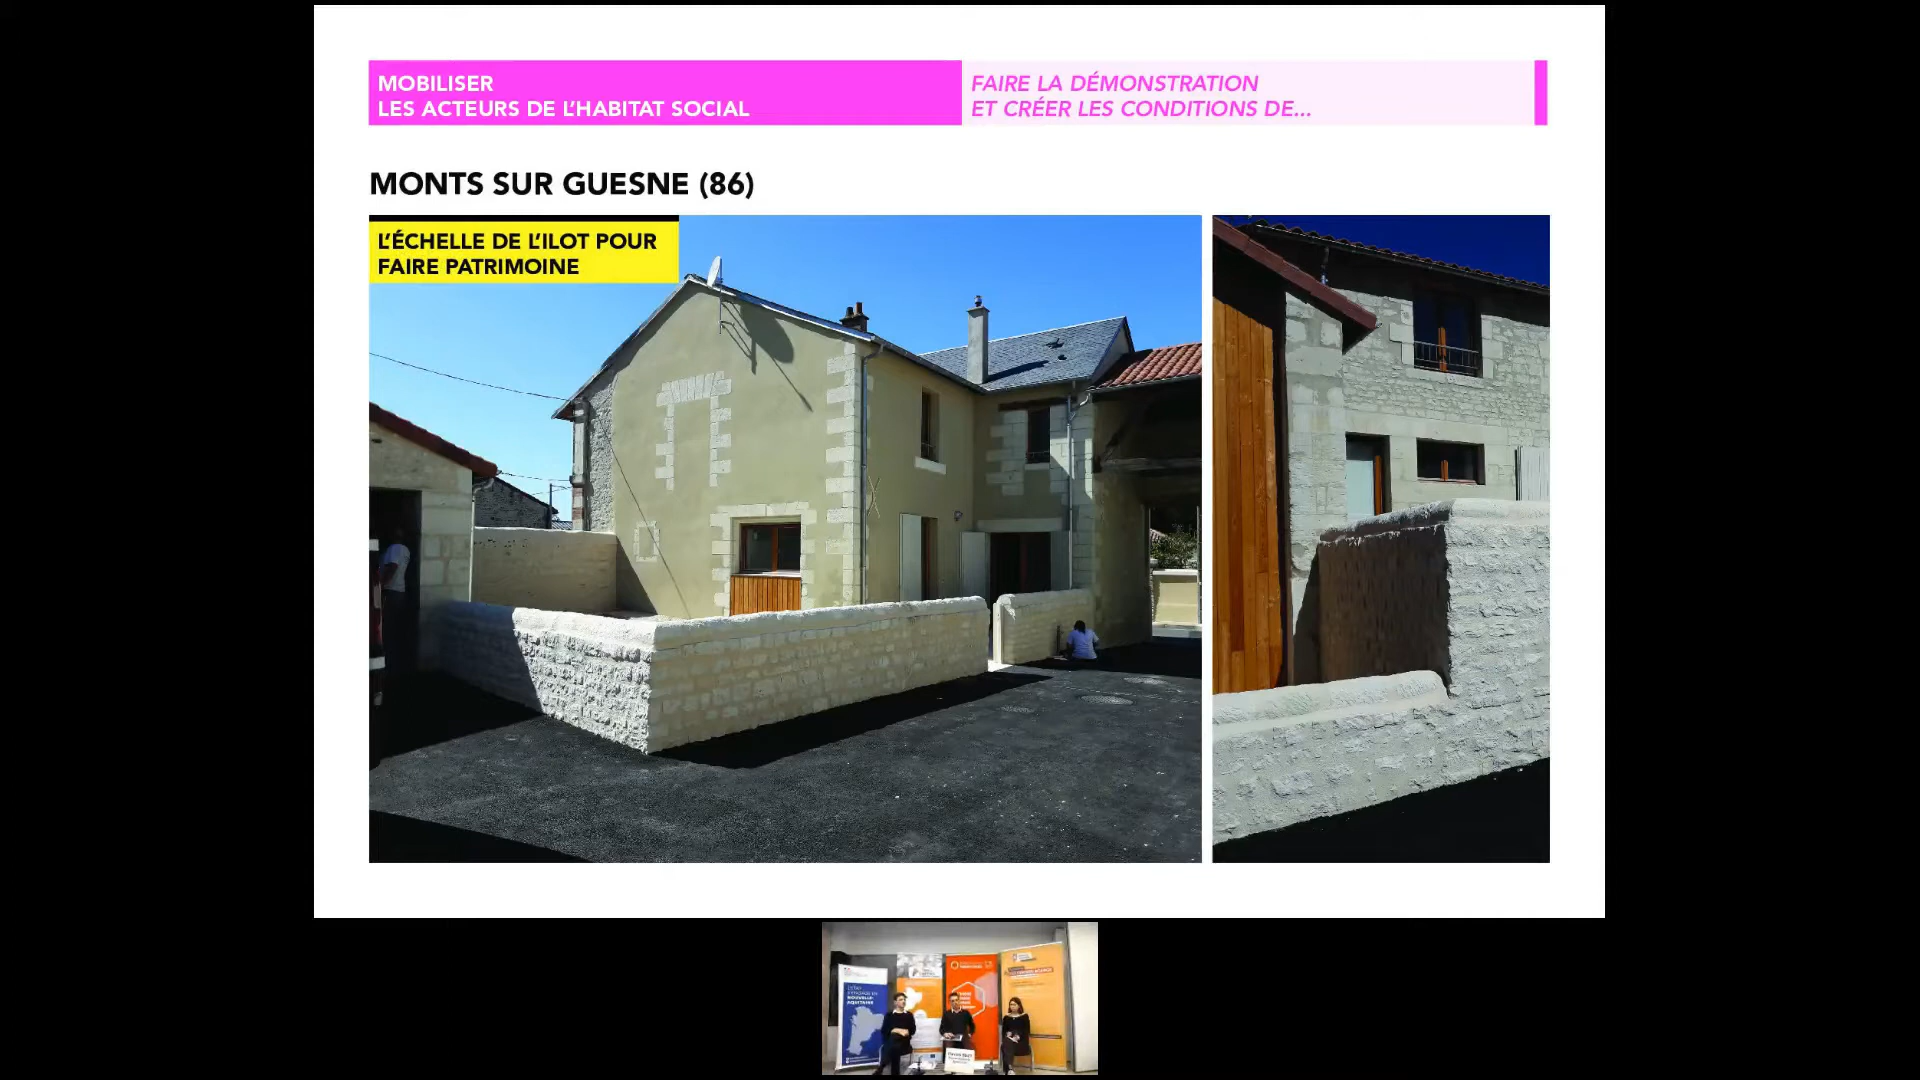 MOBILISER
LES ACTEURS DE L'HABITAT SOCIAL
FAIRE LA DÉMONSTRATION
ET CRÉER LES CONDITIONS DE...
MONTS SUR GUESNE (86)
L'ÉCHELLE DE L'ILOT POUR
FAIRE PATRIMOINE